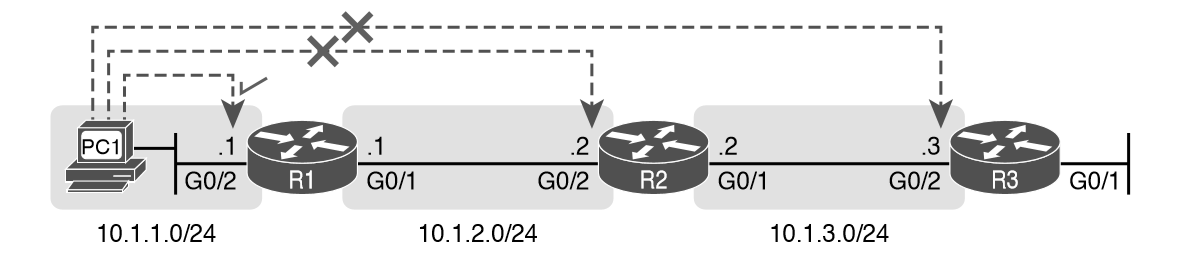 PC1
.1
G0/2
R1
.1
G0/1
.2
G0/2
R2
.2
G0/1
.3
G0/2
R3
G0/1
10.1.1.0/24
10.1.2.0/24
10.1.3.0/24